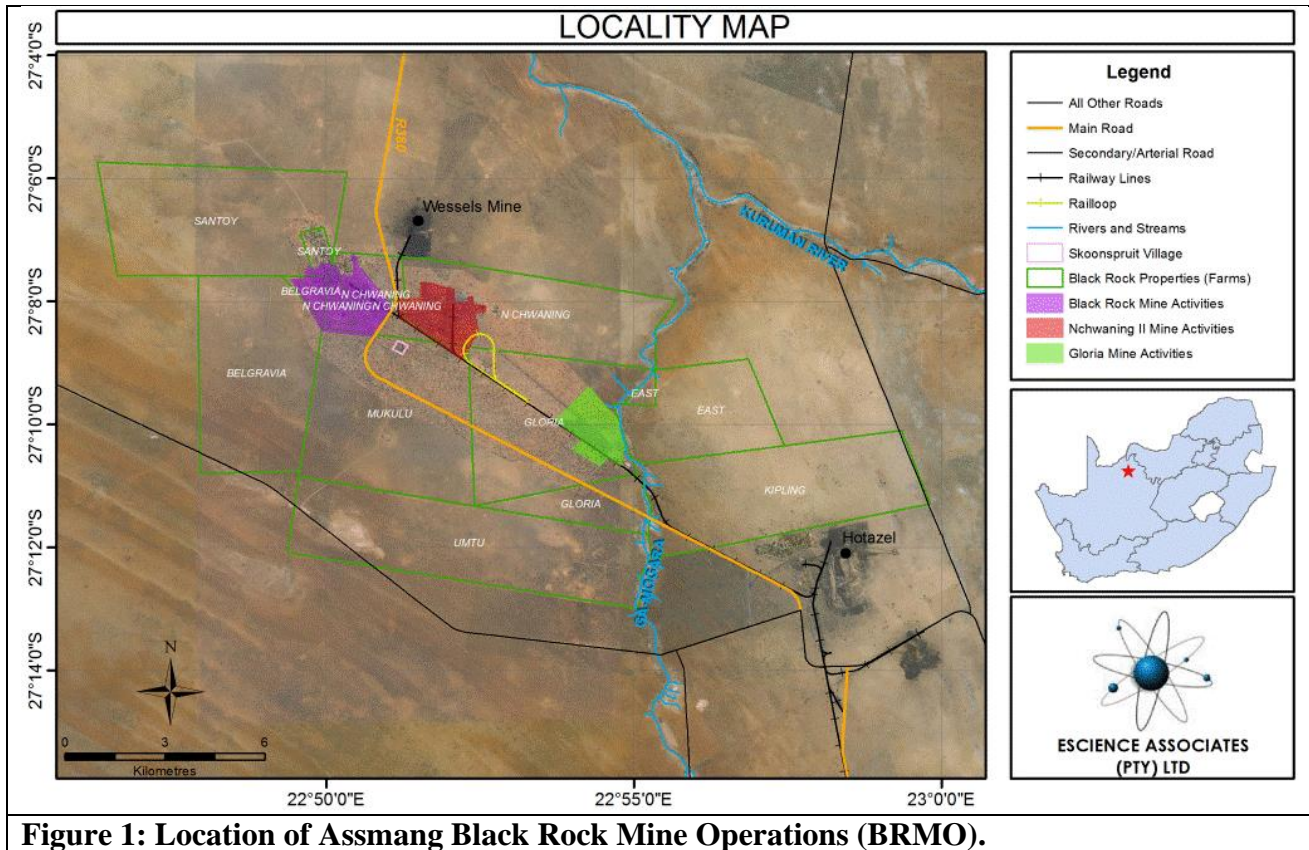 LOCALITY MAP
27°4'0"S
27°6'0"S
27°8'0"S
27°10'0"S
27°12'0"S
27°14'0"S
R380
Wessels Mine
SANTOY
SANTOY
KURUMAN RIVER
BELGRAVIA
N CHWANING
N CHWANING
N CHWANING
N CHWANING
BELGRAVIA
MUKULU
GLORIA
EAST
EAST
GLORIA
KIPLING
UMTU
Hotazel
GA-MOGARA
N
0 3 6
Kilometres
22°50'0"E
22°55'0"E
23°0'0"E
Legend
All Other Roads
Main Road
Secondary/Arterial Road
Railway Lines
Railloop
Rivers and Streams
Skoonspruit Village
Black Rock Properties (Farms)
Black Rock Mine Activities
Nchwaning II Mine Activities
Gloria Mine Activities
ESCIENCE ASSOCIATES
(PTY) LTD
Figure 1: Location of Assmang Black Rock Mine Operations (BRMO).